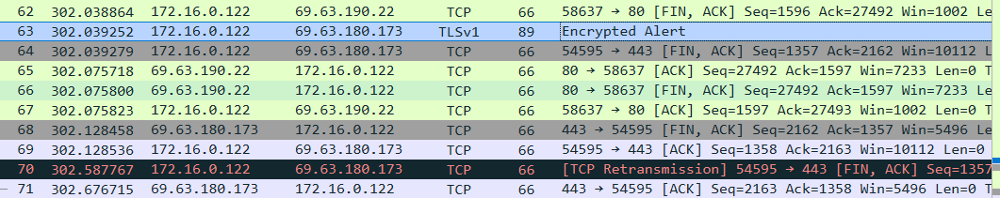 62 302.038864 172.16.0.122 69.63.190.22 TCP 66 58637 → 80 [FIN, ACK] Seq=1596 Ack=27492 Win=1002 Le
63 302.039252 172.16.0.122 69.63.180.173 TLSv1 89 Encrypted Alert
64 302.039279 172.16.0.122 69.63.180.173 TCP 66 54595 → 443 [FIN, ACK] Seq=1357 Ack=2162 Win=10112 L
65 302.075718 69.63.190.22 172.16.0.122 TCP 66 80 → 58637 [ACK] Seq=27492 Ack=1597 Win=7233 Len=0 T
66 302.075800 69.63.190.22 172.16.0.122 TCP 66 80 → 58637 [FIN, ACK] Seq=27492 Ack=1597 Win=7233 Le
67 302.075823 172.16.0.122 69.63.190.22 TCP 66 58637 → 80 [ACK] Seq=1597 Ack=27493 Win=1002 Len=0 T
68 302.128458 69.63.180.173 172.16.0.122 TCP 66 443 → 54595 [FIN, ACK] Seq=2162 Ack=1357 Win=5496 Le
69 302.128536 172.16.0.122 69.63.180.173 TCP 66 54595 → 443 [ACK] Seq=1358 Ack=2163 Win=10112 Len=0
70 302.587767 172.16.0.122 69.63.180.173 TCP 66 [TCP Retransmission] 54595 → 443 [FIN, ACK] Seq=1357
71 302.676715 69.63.180.173 172.16.0.122 TCP 66 443 → 54595 [ACK] Seq=2163 Ack=1358 Win=5496 Len=0 T